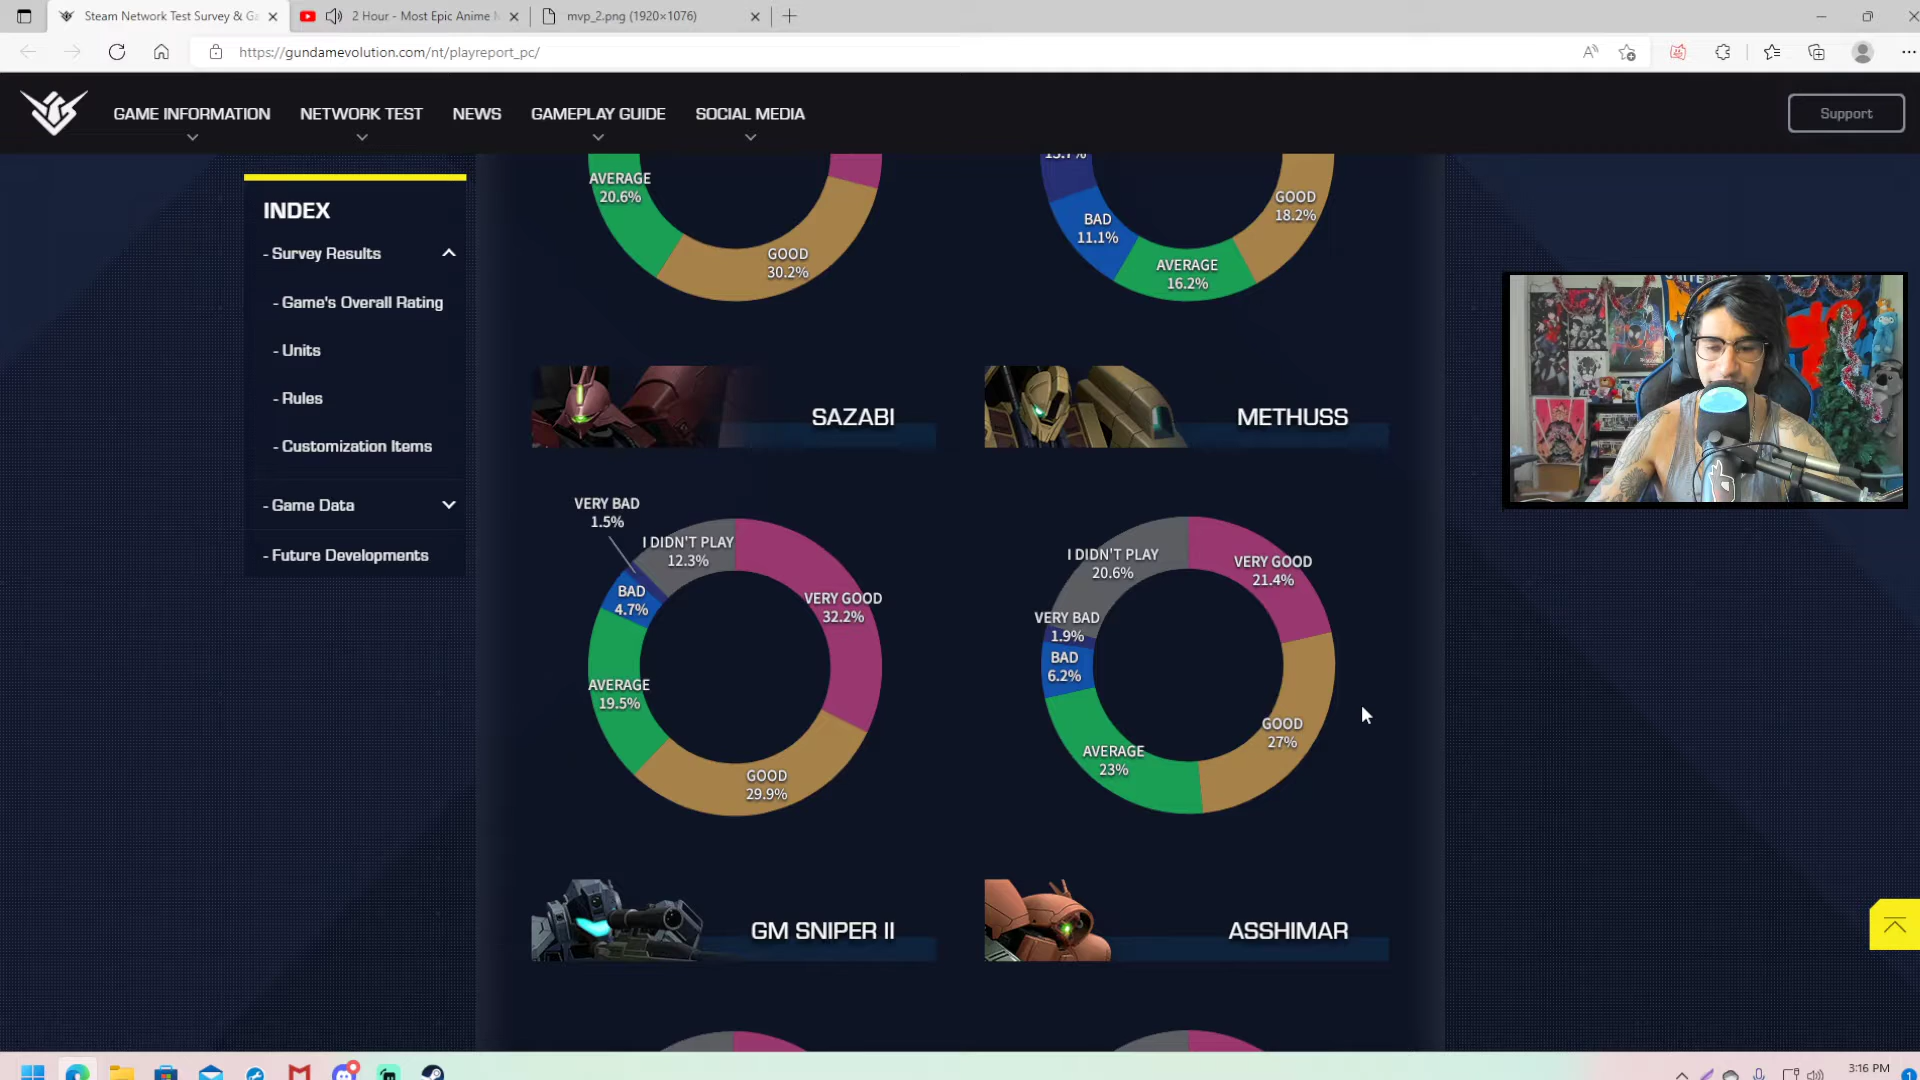 Steam Network Test Survey & Ga
2 Hour - Most Epic Anime
mvp_2.png (1920×1076)
https://gundamevolution.com/nt/playreport_pc/
GAME INFORMATION
NETWORK TEST
NEWS
GAMEPLAY GUIDE
SOCIAL MEDIA
Support
INDEX
- Survey Results
- Game's Overall Rating
- Units
- Rules
- Customization Items
- Game Data
- Future Developments
AVERAGE
20.6%
GOOD
30.2%
BAD
11.1%
AVERAGE
16.2%
GOOD
18.2%
SAZABI
METHUSS
VERY BAD
1.5%
I DIDN'T PLAY
12.3%
BAD
4.7%
VERY GOOD
32.2%
AVERAGE
19.5%
GOOD
29.9%
I DIDN'T PLAY
20.6%
VERY GOOD
21.4%
VERY BAD
1.9%
BAD
6.2%
AVERAGE
23%
GOOD
27%
GM SNIPER II
ASSHIMAR
3:16 PM
1